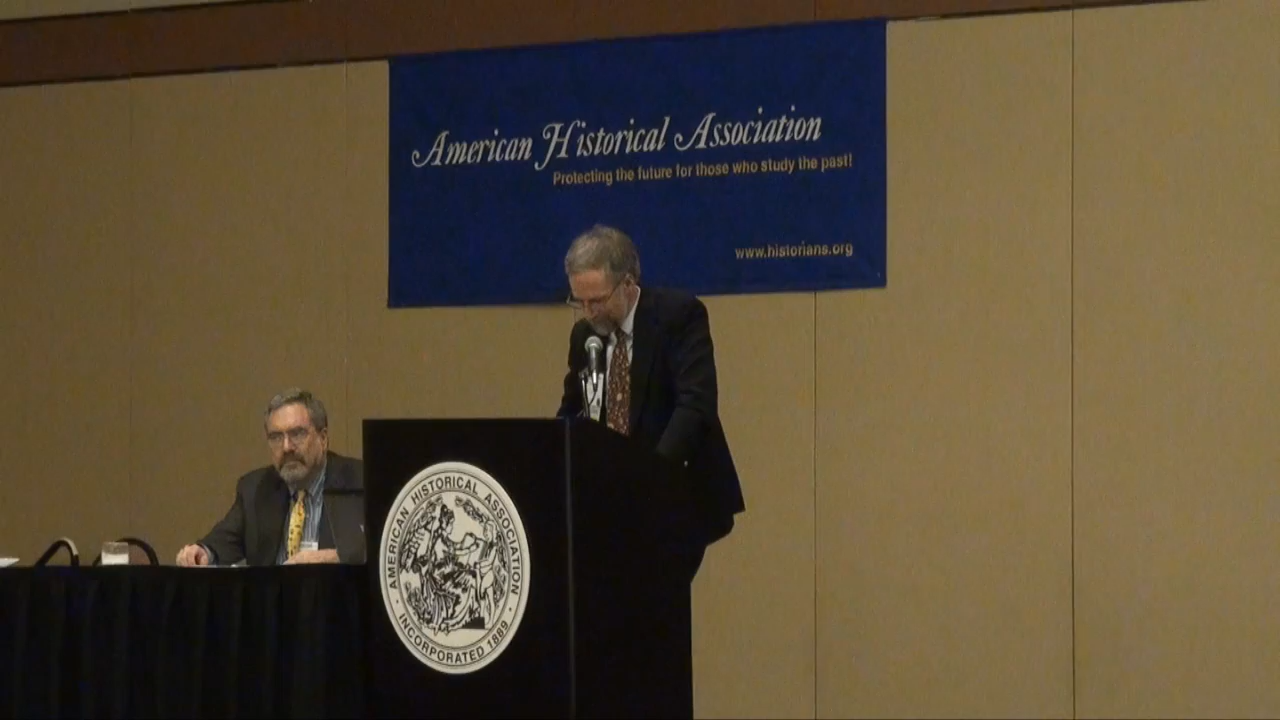 American Historical Association
Protecting the future for those who study the past!
www.historians.org
AMERICAN HISTORICAL ASSOCIATION
· INCORPORATED 1889 ·